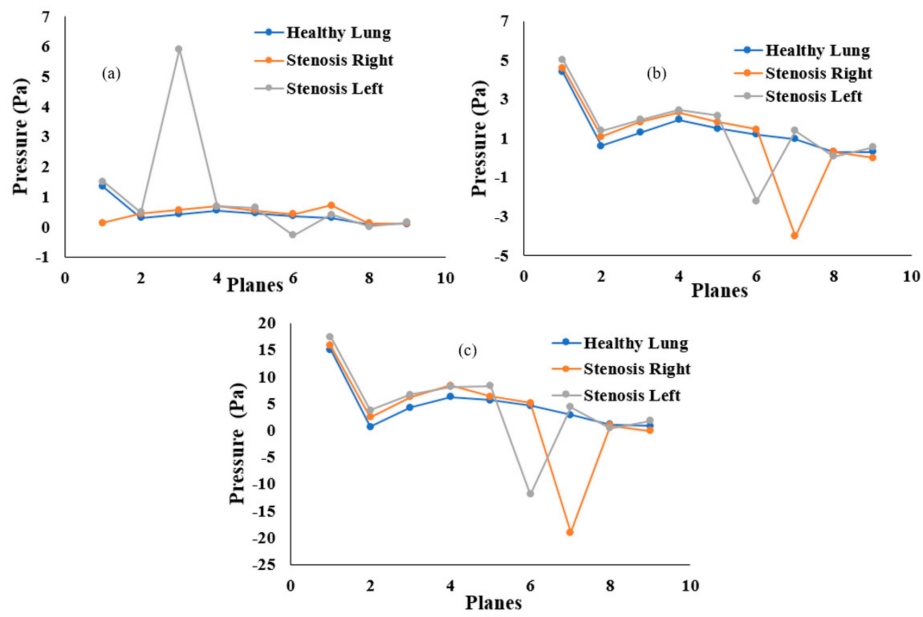 7
6
5
4
3
2
1
0
-1
Pressure (Pa)
(a)
Healthy Lung
Stenosis Right
Stenosis Left
0
2
4
6
8
10
Planes
7
5
3
1
-1
-3
-5
Pressure (Pa)
(b)
Healthy Lung
Stenosis Right
Stenosis Left
0
2
4
6
8
10
Planes
20
15
10
5
0
-5
-10
-15
-20
-25
Pressure (Pa)
(c)
Healthy Lung
Stenosis Right
Stenosis Left
0
2
4
6
8
10
Planes